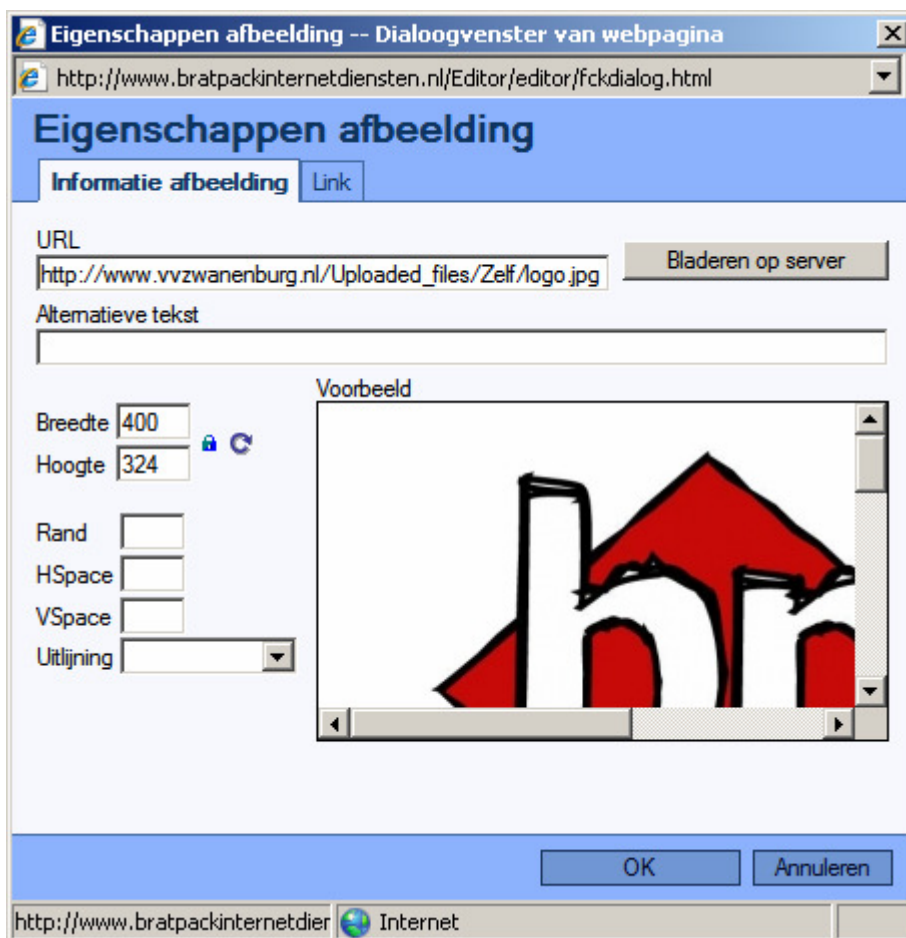 Eigenschappen afbeelding -- Dialoogvenster van webpagina
http://www.bratpackinternetdiensten.nl/Editor/editor/fckdialog.html
Eigenschappen afbeelding
Informatie afbeelding Link
URL
http://www.vvzwanenburg.nl/Uploaded_files/Zelf/logo.jpg Bladeren op server
Alternatieve tekst
Voorbeeld
Breedte 400
Hoogte 324
Rand
HSpace
VSpace
Uitlijning
br
OK Annuleren
http://www.bratpackinternetdier Internet